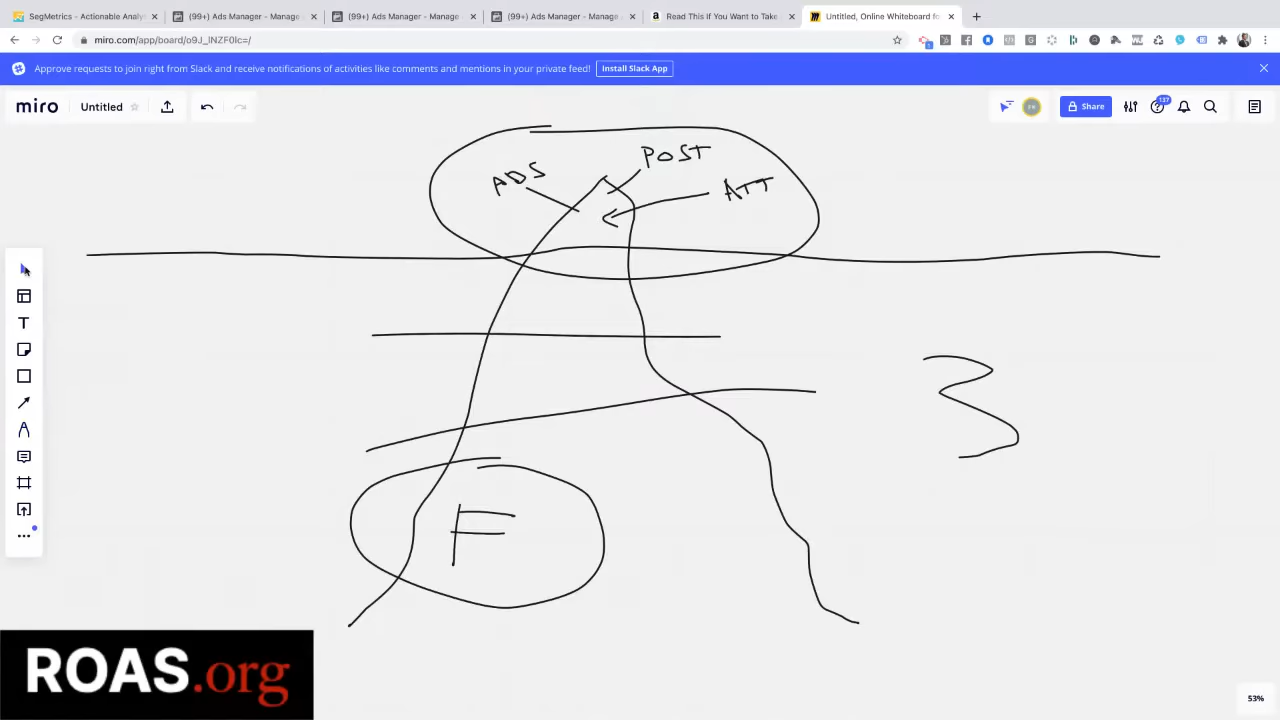 SegMetrics - Actionable Analy
(99+) Ads Manager - Manage
(99+) Ads Manager - Manage
(99+) Ads Manager - Manage
Read This if You Want to Take
Untitled, Online Whiteboard fo
miro.com/app/board/o9J_lNZF0lc=/
Approve requests to join right from Slack and receive notifications of activities like comments and mentions in your private feed!
Install Slack App
miro
Untitled
Share
137
POST
ADS
ATT
3
F
ROAS.org
53%